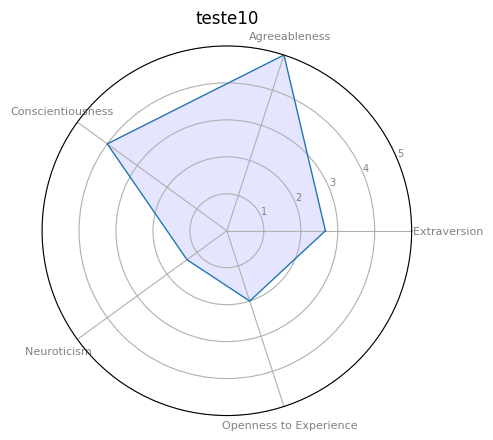 teste10
Agreeableness
Conscientiousness
5
4
3
2
1
Extraversion
Neuroticism
Openness to Experience